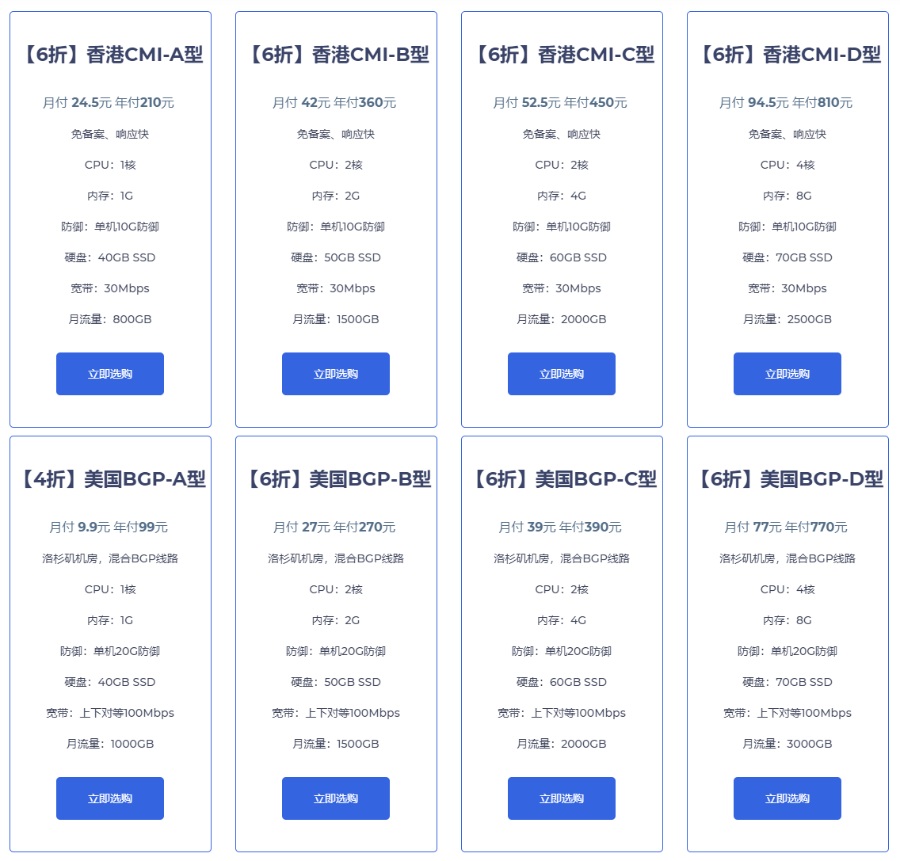 【6折】香港CMI-A型
月付 24.5元 年付210元
免备案、响应快
CPU：1核
内存：1G
防御：单机10G防御
硬盘：40GB SSD
宽带：30Mbps
月流量：800GB
立即选购
【6折】香港CMI-B型
月付 42元 年付360元
免备案、响应快
CPU：2核
内存：2G
防御：单机10G防御
硬盘：50GB SSD
宽带：30Mbps
月流量：1500GB
立即选购
【6折】香港CMI-C型
月付 52.5元 年付450元
免备案、响应快
CPU：2核
内存：4G
防御：单机10G防御
硬盘：60GB SSD
宽带：30Mbps
月流量：2000GB
立即选购
【6折】香港CMI-D型
月付 94.5元 年付810元
免备案、响应快
CPU：4核
内存：8G
防御：单机10G防御
硬盘：70GB SSD
宽带：30Mbps
月流量：2500GB
立即选购
【4折】美国BGP-A型
月付 9.9元 年付99元
洛杉矶机房，混合BGP线路
CPU：1核
内存：1G
防御：单机20G防御
硬盘：40GB SSD
宽带：上下对等100Mbps
月流量：1000GB
立即选购
【6折】美国BGP-B型
月付 27元 年付270元
洛杉矶机房，混合BGP线路
CPU：2核
内存：2G
防御：单机20G防御
硬盘：50GB SSD
宽带：上下对等100Mbps
月流量：1500GB
立即选购
【6折】美国BGP-C型
月付 39元 年付390元
洛杉矶机房，混合BGP线路
CPU：2核
内存：4G
防御：单机20G防御
硬盘：60GB SSD
宽带：上下对等100Mbps
月流量：2000GB
立即选购
【6折】美国BGP-D型
月付 77元 年付770元
洛杉矶机房，混合BGP线路
CPU：4核
内存：8G
防御：单机20G防御
硬盘：70GB SSD
宽带：上下对等100Mbps
月流量：3000GB
立即选购